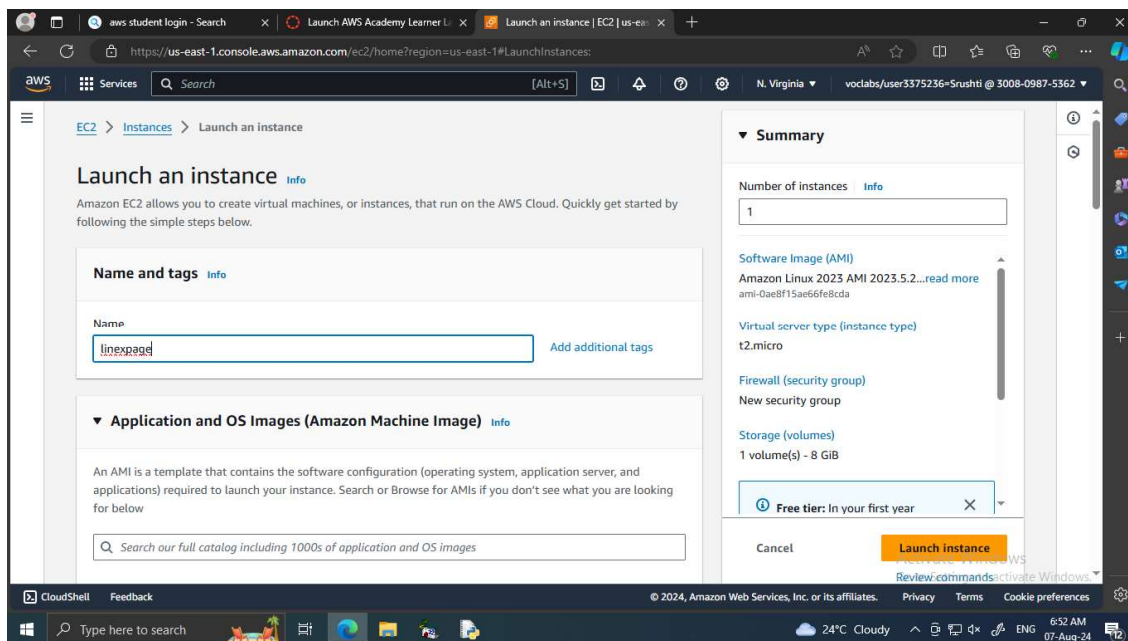 aws student login - Search
Launch AWS Academy Learner L
Launch an instance | EC2 | us-eas
https://us-east-1.console.aws.amazon.com/ec2/home?region=us-east-1#LaunchInstances:
aws
Services
Search
[Alt+S]
N. Virginia
voclabs/user3375236=Srushti @ 3008-0987-5362
EC2 > Instances > Launch an instance
Launch an instance Info
Amazon EC2 allows you to create virtual machines, or instances, that run on the AWS Cloud. Quickly get started by
following the simple steps below.
Name and tags Info
Name
linexpage
Add additional tags
Application and OS Images (Amazon Machine Image) Info
An AMI is a template that contains the software configuration (operating system, application server, and
applications) required to launch your instance. Search or Browse for AMIs if you don't see what you are looking
for below
Search our full catalog including 1000s of application and OS images
Summary
Number of instances Info
1
Software Image (AMI)
Amazon Linux 2023 AMI 2023.5.2...read more
ami-0ae8f15ae66fe8cda
Virtual server type (instance type)
t2.micro
Firewall (security group)
New security group
Storage (volumes)
1 volume(s) - 8 GiB
Free tier: In your first year
Cancel
Launch instance
Review commands
CloudShell
Feedback
© 2024, Amazon Web Services, Inc. or its affiliates.
Privacy
Terms
Cookie preferences
Type here to search
24°C Cloudy
ENG
6:52 AM
07-Aug-24
12